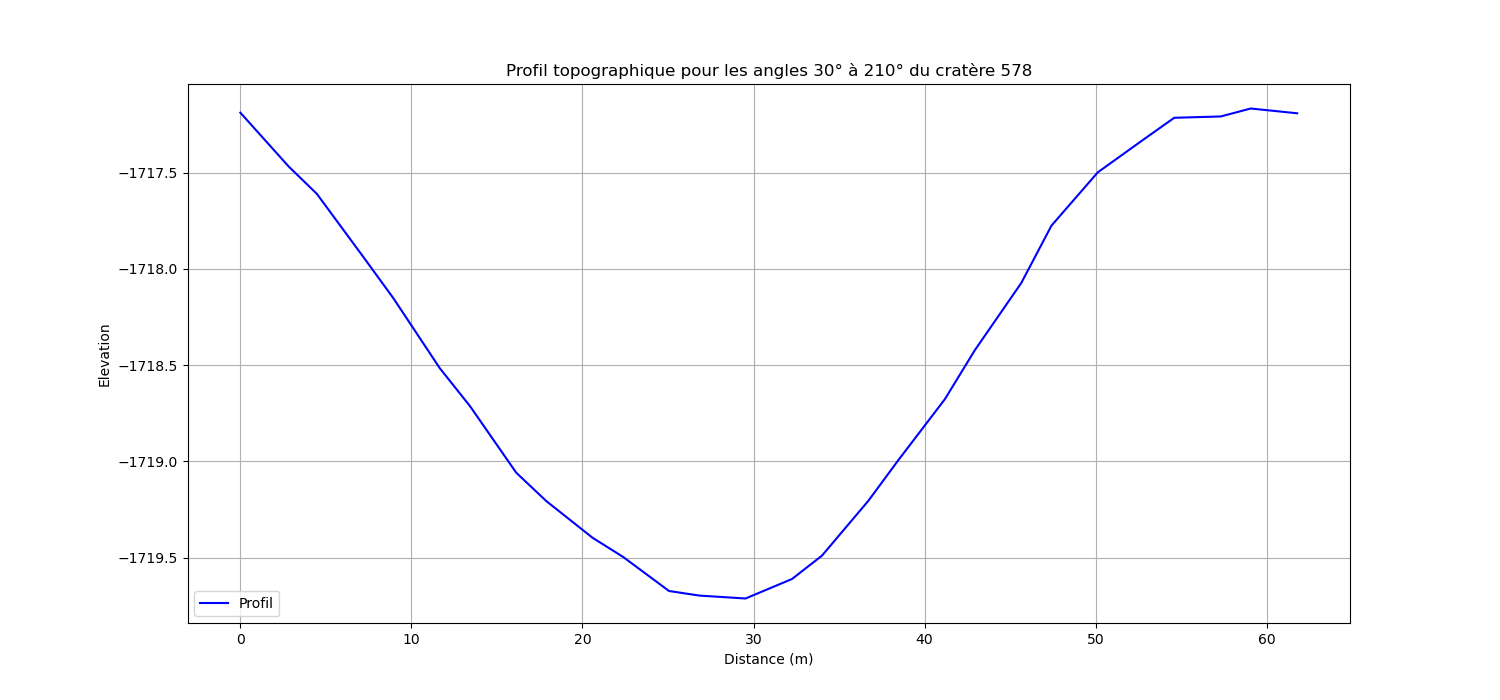 Profil topographique pour les angles 30° à 210° du cratère 578
Elevation
−1717.5
−1718.0
−1718.5
−1719.0
−1719.5
Profil
0 10 20 30 40 50 60
Distance (m)